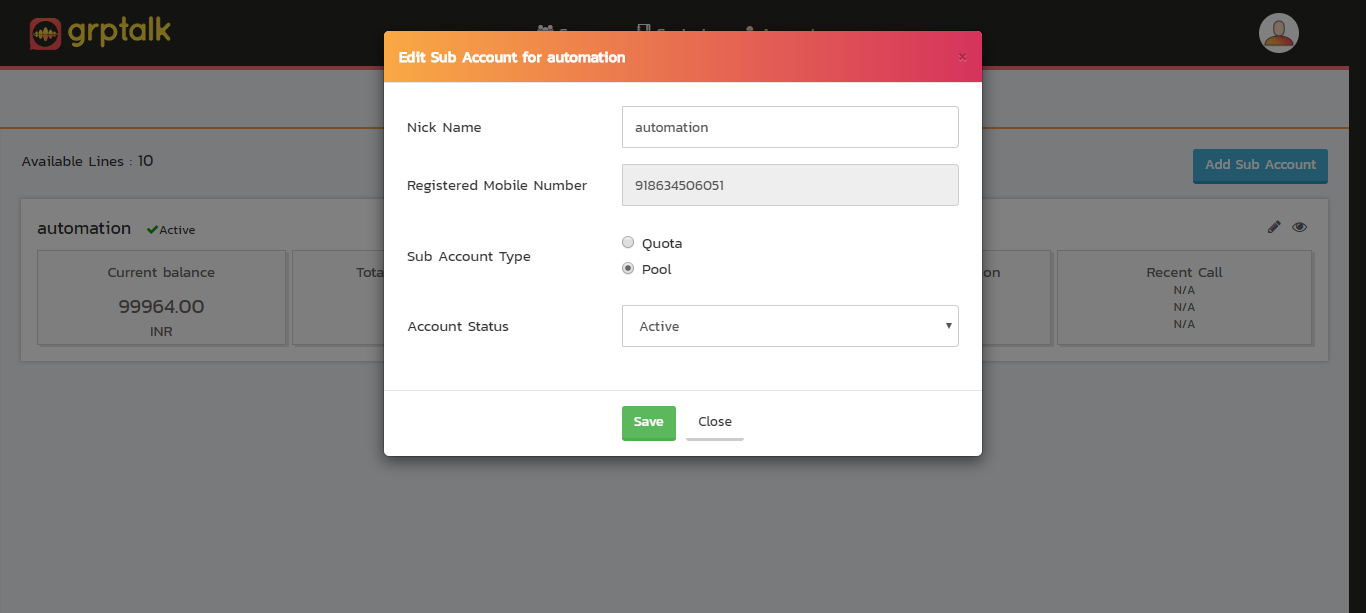 grptalk
Edit Sub Account for automation
×
Nick Name
automation
Registered Mobile Number
918634506051
Sub Account Type
Quota
Pool
Account Status
Active
Save
Close
Available Lines : 10
Add Sub Account
automation
Active
Current balance
99964.00
INR
Tota
on
Recent Call
N/A
N/A
N/A